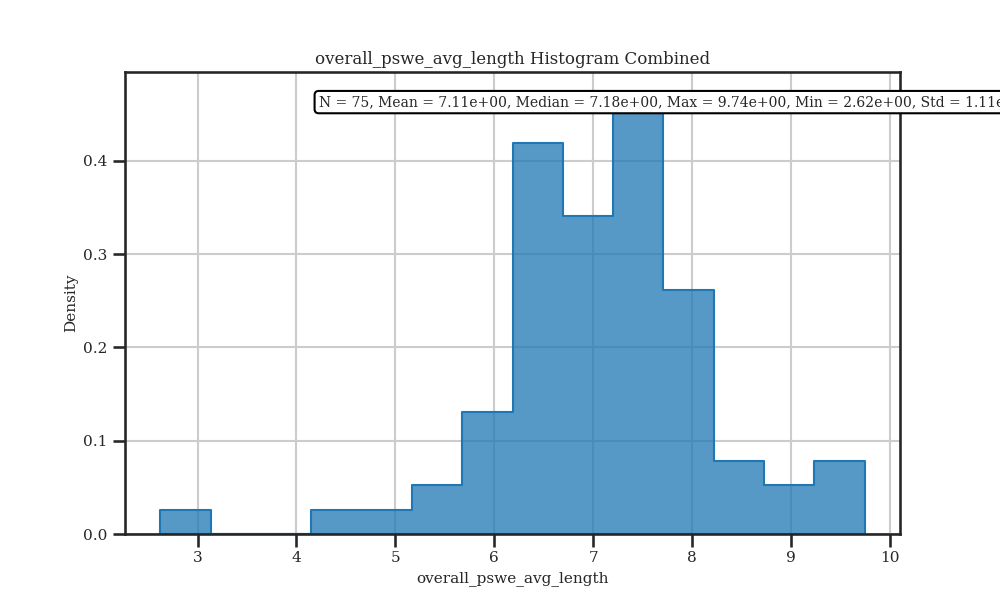 overall_pswe_avg_length Histogram Combined
N = 75, Mean = 7.11e+00, Median = 7.18e+00, Max = 9.74e+00, Min = 2.62e+00, Std = 1.11e
0.4
0.3
0.2
0.1
0.0
Density
3 4 5 6 7 8 9 10
overall_pswe_avg_length